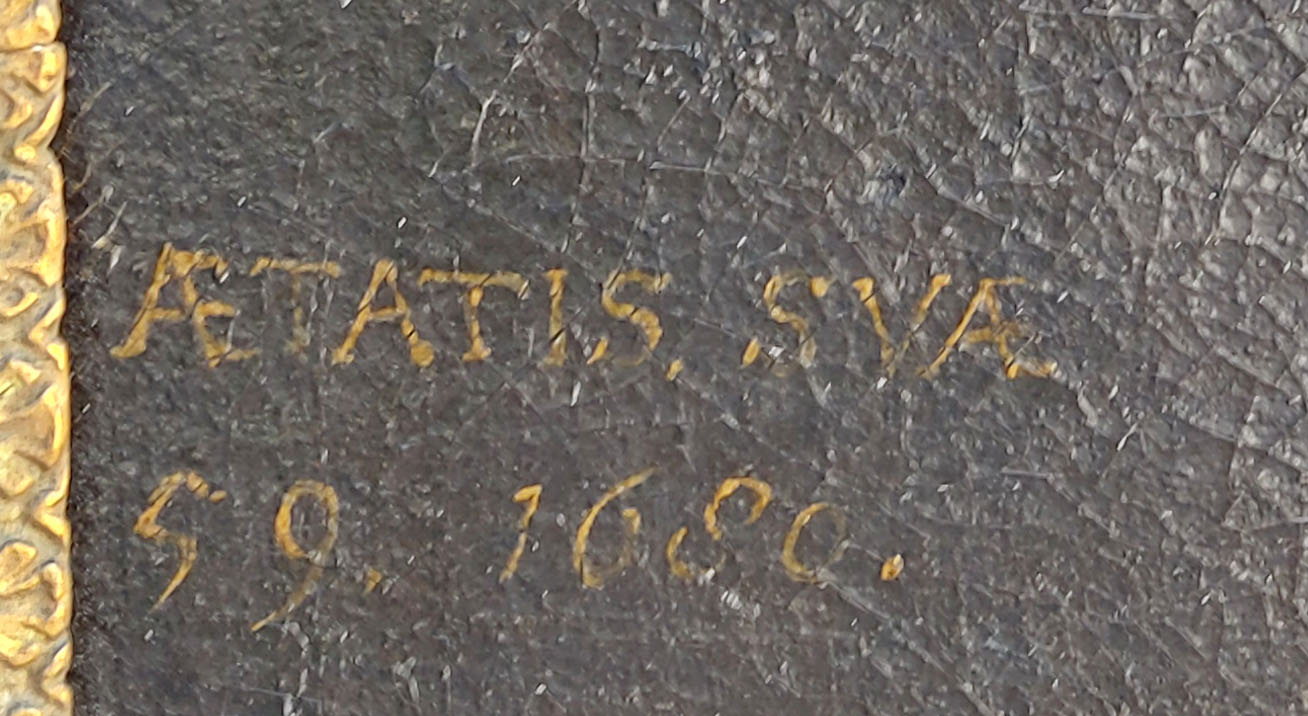 ÆTATIS. SVÆ
59. 1680.